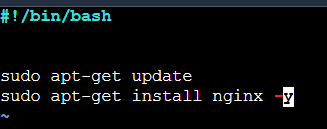 #!/bin/bash
sudo apt-get update
sudo apt-get install nginx -y
~